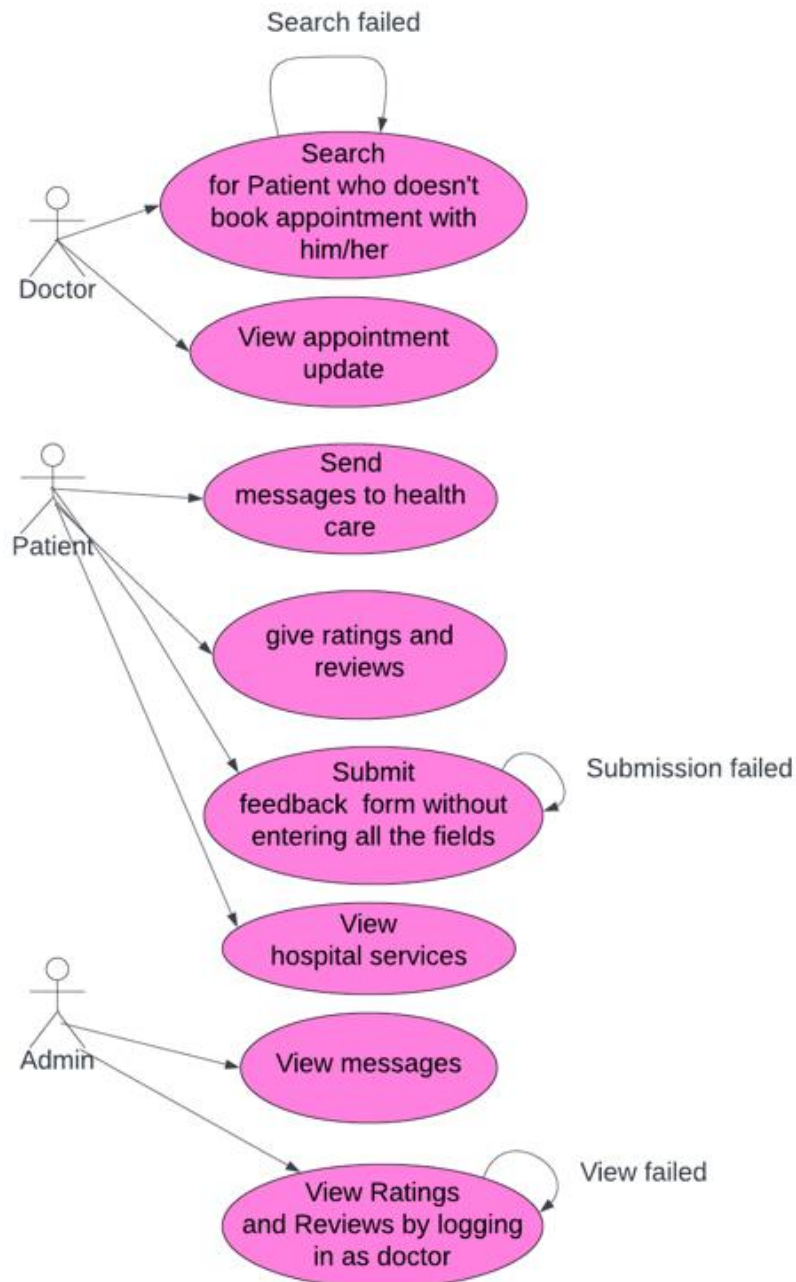 Search failed
Search
for Patient who doesn't
book appointment with
him/her
Doctor
View appointment
update
Send
messages to health
care
Patient
give ratings and
reviews
Submit
feedback form without
entering all the fields
Submission failed
View
hospital services
Admin
View messages
View failed
View Ratings
and Reviews by logging
in as doctor